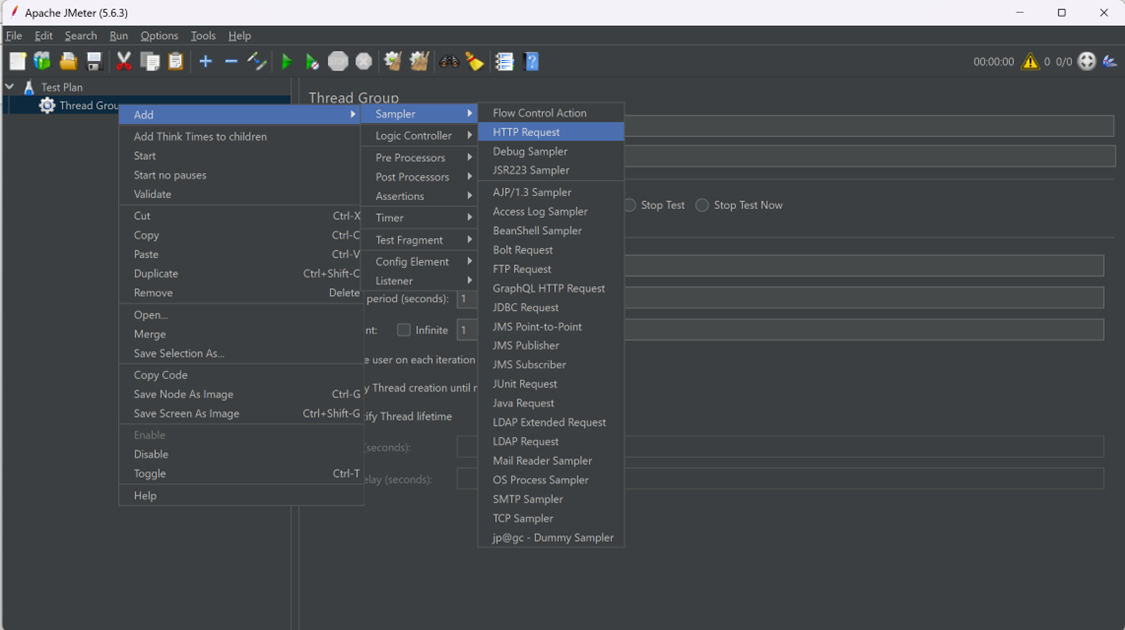 Apache JMeter (5.6.3)
File Edit Search Run Options Tools Help
00:00:00 0 0/0
Test Plan
Thread Grou
Add
Add Think Times to children
Start
Start no pauses
Validate
Cut Ctrl-X
Copy Ctrl-C
Paste Ctrl-V
Duplicate Ctrl+Shift-C
Remove Delete
Open...
Merge
Save Selection As...
Copy Code
Save Node As Image Ctrl-G
Save Screen As Image Ctrl+Shift-G
Enable
Disable
Toggle Ctrl-T
Help
Sampler
Logic Controller
Pre Processors
Post Processors
Assertions
Timer
Test Fragment
Config Element
Listener
Flow Control Action
HTTP Request
Debug Sampler
JSR223 Sampler
AJP/1.3 Sampler
Access Log Sampler
BeanShell Sampler
Bolt Request
FTP Request
GraphQL HTTP Request
JDBC Request
JMS Point-to-Point
JMS Publisher
JMS Subscriber
JUnit Request
Java Request
LDAP Extended Request
LDAP Request
Mail Reader Sampler
OS Process Sampler
SMTP Sampler
TCP Sampler
jp@gc - Dummy Sampler
Thread Group
Stop Test Stop Test Now
period (seconds): 1
nt: Infinite 1
e user on each iteration
y Thread creation until
ify Thread lifetime
(seconds):
elay (seconds):